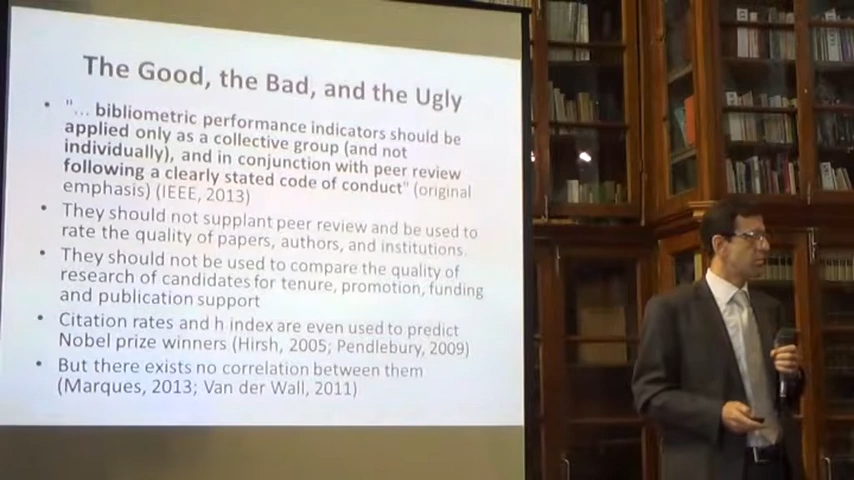 The Good, the Bad, and the Ugly
• "... bibliometric performance indicators should be
applied only as a collective group (and not
individually), and in conjunction with peer review
following a clearly stated code of conduct" (original
emphasis) (IEEE, 2013)
• They should not supplant peer review and be used to
rate the quality of papers, authors, and institutions.
• They should not be used to compare the quality of
research of candidates for tenure, promotion, funding
and publication support
• Citation rates and h index are even used to predict
Nobel prize winners (Hirsh, 2005; Pendlebury, 2009)
• But there exists no correlation between them
(Marques, 2013; Van der Wall, 2011)